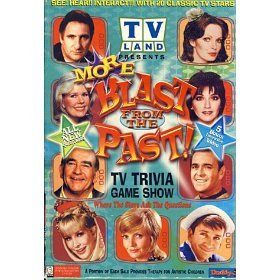 SEE! HEAR!! INTERACT!!! WITH 20 CLASSIC TV STARS
TV
LAND
PRESENTS
MORE
BLAST
FROM THE
PAST!
ALL
NEW
5
TV TRIVIA
GAME SHOW
Where The Stars Ask The Questions
A PORTION OF EACH SALE PROVIDES THERAPY FOR ARTISTIC CHILDREN